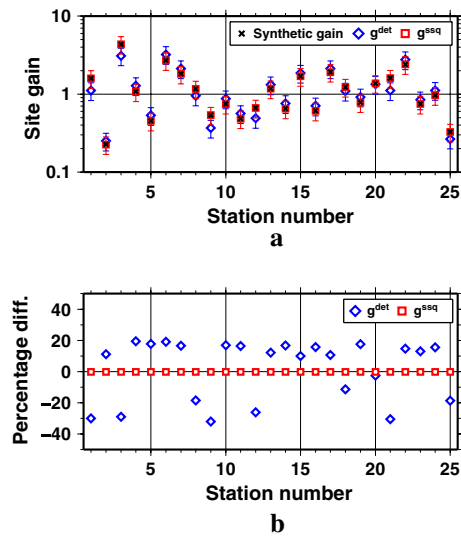 × Synthetic gain ◇ g^det □ g^ssq
10
1
0.1
Site gain
5 10 15 20 25
Station number
a
◇ g^det □ g^ssq
40
20
0
−20
−40
Percentage diff.
5 10 15 20 25
Station number
b